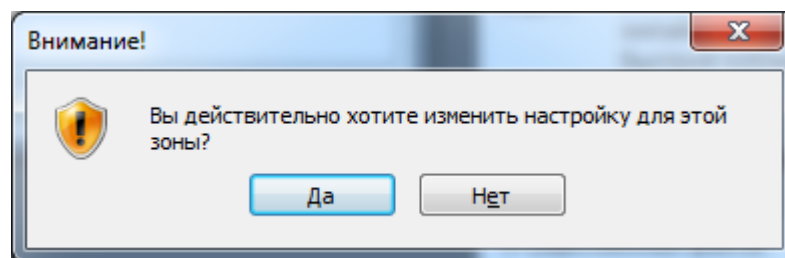 Внимание!
Вы действительно хотите изменить настройку для этой
зоны?
Да
Нет